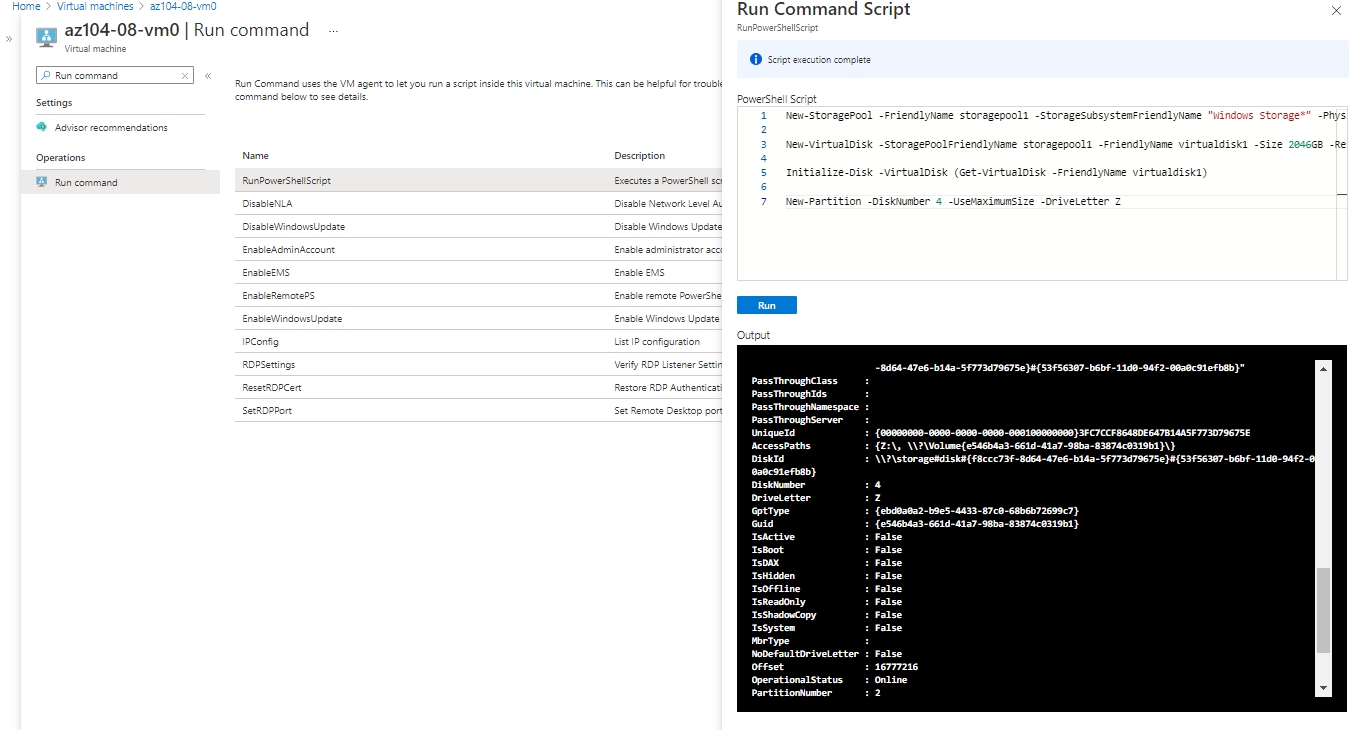 Home > Virtual machines > az104-08-vm0
az104-08-vm0 | Run command ...
Virtual machine
Run command
Settings
Advisor recommendations
Operations
Run command
Run Command uses the VM agent to let you run a script inside this virtual machine. This can be helpful for trouble
command below to see details.
Name Description
RunPowerShellScript Executes a PowerShell scr
DisableNLA Disable Network Level Au
DisableWindowsUpdate Disable Windows Update
EnableAdminAccount Enable administrator acco
EnableEMS Enable EMS
EnableRemotePS Enable remote PowerShe
EnableWindowsUpdate Enable Windows Update
IPConfig List IP configuration
RDPSettings Verify RDP Listener Settin
ResetRDPCert Restore RDP Authenticati
SetRDPPort Set Remote Desktop port
Run Command Script
RunPowerShellScript
Script execution complete
PowerShell Script
1 New-StoragePool -FriendlyName storagepool1 -StorageSubsystemFriendlyName "Windows Storage*" -Phys
2
3 New-VirtualDisk -StoragePoolFriendlyName storagepool1 -FriendlyName virtualdisk1 -Size 2046GB -Re
4
5 Initialize-Disk -VirtualDisk (Get-VirtualDisk -FriendlyName virtualdisk1)
6
7 New-Partition -DiskNumber 4 -UseMaximumSize -DriveLetter Z
Run
Output
-8d64-47e6-b14a-5f773d79675e}#{53f56307-b6bf-11d0-94f2-00a0c91efb8b}"
PassThroughClass :
PassThroughIds :
PassThroughNamespace :
PassThroughServer :
UniqueId : {00000000-0000-0000-0000-000100000000}3FC7CCF8648DE647B14A5F773D79675E
AccessPaths : {Z:\, \\?\Volume{e546b4a3-661d-41a7-98ba-83874c0319b1}\}
DiskId : \\?\storage#disk#{f8ccc73f-8d64-47e6-b14a-5f773d79675e}#{53f56307-b6bf-11d0-94f2-0
0a0c91efb8b}
DiskNumber : 4
DriveLetter : Z
GptType : {ebd0a0a2-b9e5-4433-87c0-68b6b72699c7}
Guid : {e546b4a3-661d-41a7-98ba-83874c0319b1}
IsActive : False
IsBoot : False
IsDAX : False
IsHidden : False
IsOffline : False
IsReadOnly : False
IsShadowCopy : False
IsSystem : False
MbrType :
NoDefaultDriveLetter : False
Offset : 16777216
OperationalStatus : Online
PartitionNumber : 2